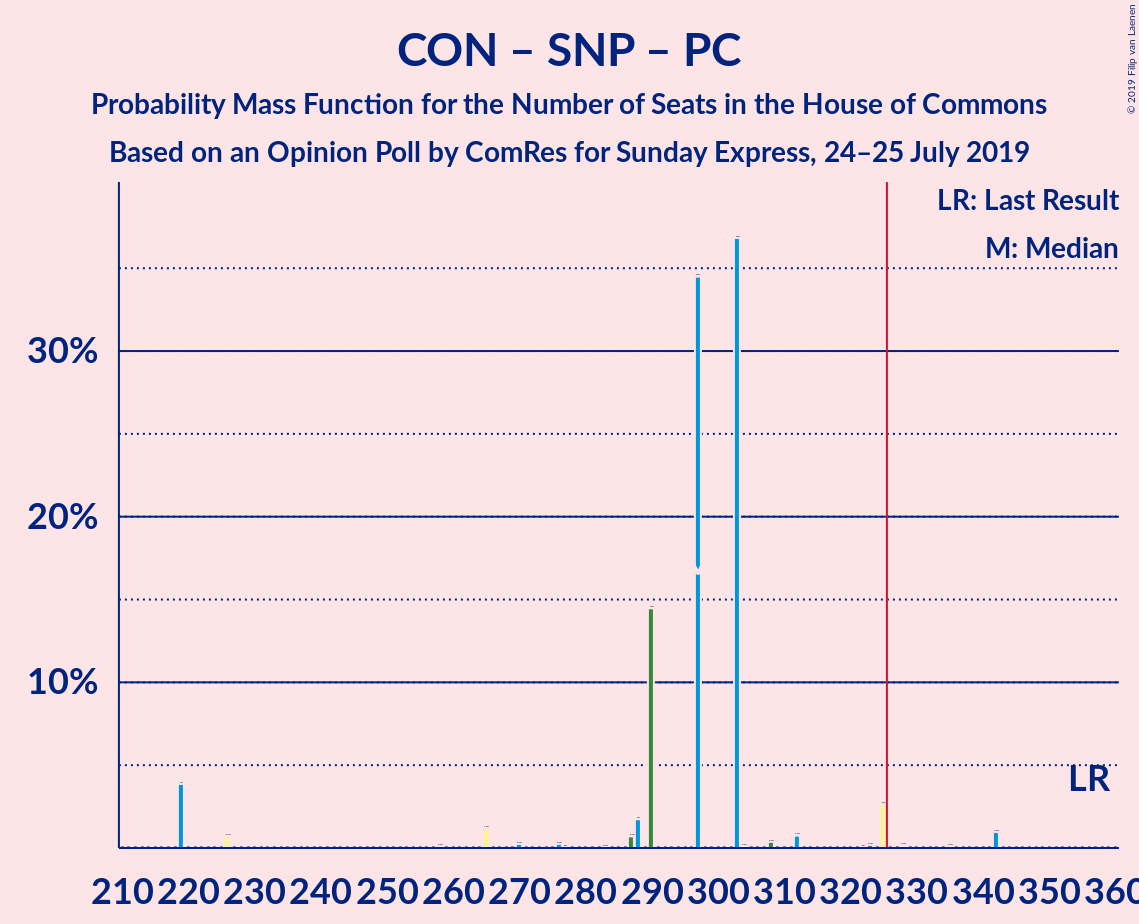 CON – SNP – PC
Probability Mass Function for the Number of Seats in the House of Commons
Based on an Opinion Poll by ComRes for Sunday Express, 24–25 July 2019
© 2019 Filip van Laenen
LR: Last Result
M: Median
30%
20%
10%
LR
210 220 230 240 250 260 270 280 290 300 310 320 330 340 350 360